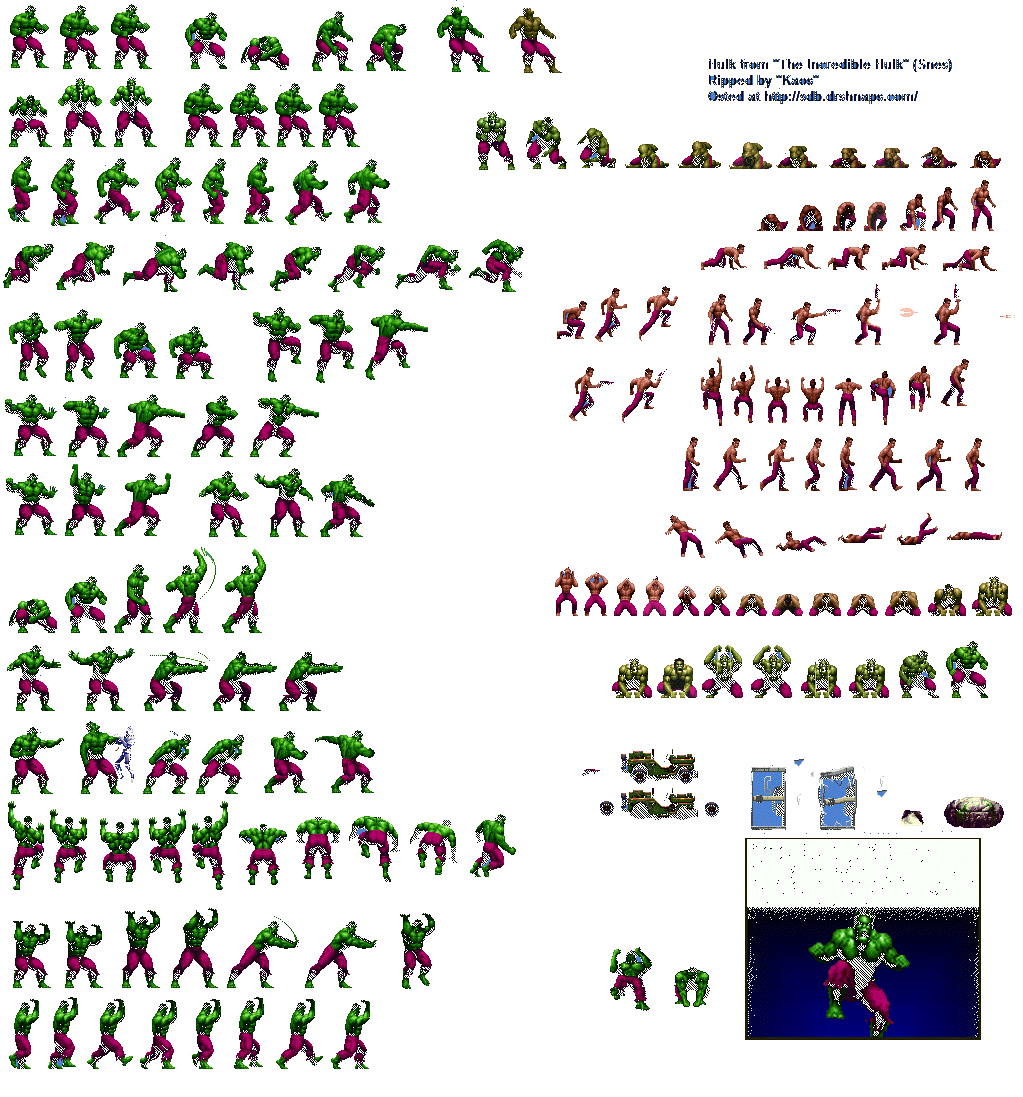 Hulk from "The Incredible Hulk" (Snes)
Ripped by "Kaos"
Osted at http://sdb.drshnaps.com/